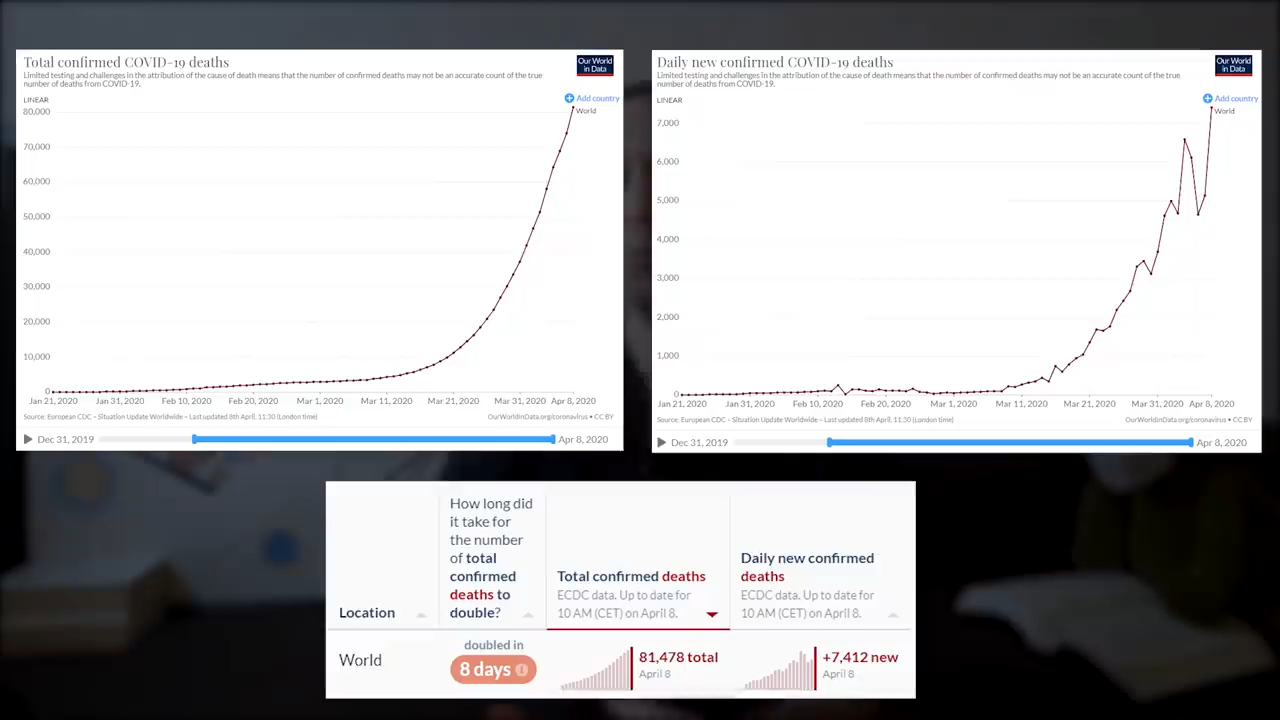 Total confirmed COVID-19 deaths
Limited testing and challenges in the attribution of the cause of death means that the number of confirmed deaths may not be an accurate count of the true
number of deaths from COVID-19.
Our World
in Data
LINEAR
Add country
World
80,000
70,000
60,000
50,000
40,000
30,000
20,000
10,000
0
Jan 21, 2020
Jan 31, 2020
Feb 10, 2020
Feb 20, 2020
Mar 1, 2020
Mar 11, 2020
Mar 21, 2020
Mar 31, 2020
Apr 8, 2020
Source: European CDC – Situation Update Worldwide – Last updated 8th April, 11:30 (London time)
OurWorldInData.org/coronavirus • CC BY
Dec 31, 2019
Apr 8, 2020
Daily new confirmed COVID-19 deaths
Limited testing and challenges in the attribution of the cause of death means that the number of confirmed deaths may not be an accurate count of the true
number of deaths from COVID-19.
Our World
in Data
LINEAR
Add country
World
7,000
6,000
5,000
4,000
3,000
2,000
1,000
0
Jan 21, 2020
Jan 31, 2020
Feb 10, 2020
Feb 20, 2020
Mar 1, 2020
Mar 11, 2020
Mar 21, 2020
Mar 31, 2020
Apr 8, 2020
Source: European CDC – Situation Update Worldwide – Last updated 8th April, 11:30 (London time)
OurWorldInData.org/coronavirus • CC BY
Dec 31, 2019
Apr 8, 2020
Location
How long did
it take for
the number
of total
confirmed
deaths to
double?
Total confirmed deaths
ECDC data. Up to date for
10 AM (CET) on April 8.
Daily new confirmed
deaths
ECDC data. Up to date for
10 AM (CET) on April 8.
World
doubled in
8 days
81,478 total
April 8
+7,412 new
April 8